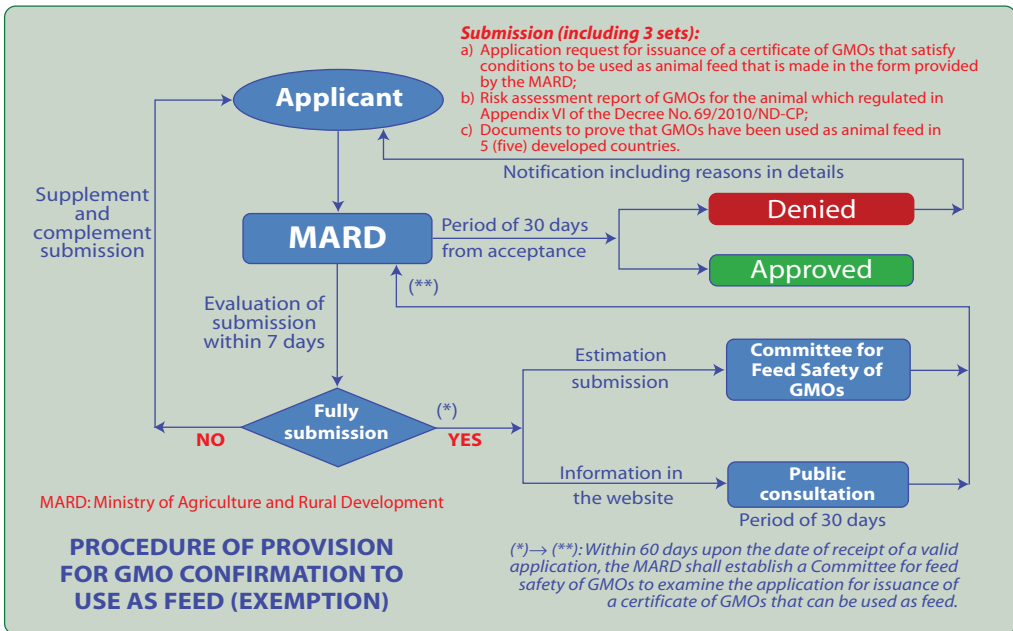 Submission (including 3 sets):
a) Application request for issuance of a certificate of GMOs that satisfy
conditions to be used as animal feed that is made in the form provided
by the MARD;
b) Risk assessment report of GMOs for the animal which regulated in
Appendix VI of the Decree No. 69/2010/ND-CP;
c) Documents to prove that GMOs have been used as animal feed in
5 (five) developed countries.
Applicant
Notification including reasons in details
Supplement
and
complement
submission
MARD
Period of 30 days
from acceptance
Denied
Approved
(**)
Evaluation of
submission
within 7 days
Fully
submission
NO
(*)
YES
Estimation
submission
Committee for
Feed Safety of
GMOs
Information in
the website
Public
consultation
Period of 30 days
MARD: Ministry of Agriculture and Rural Development
PROCEDURE OF PROVISION
FOR GMO CONFIRMATION TO
USE AS FEED (EXEMPTION)
(*)→ (**): Within 60 days upon the date of receipt of a valid
application, the MARD shall establish a Committee for feed
safety of GMOs to examine the application for issuance of
a certificate of GMOs that can be used as feed.